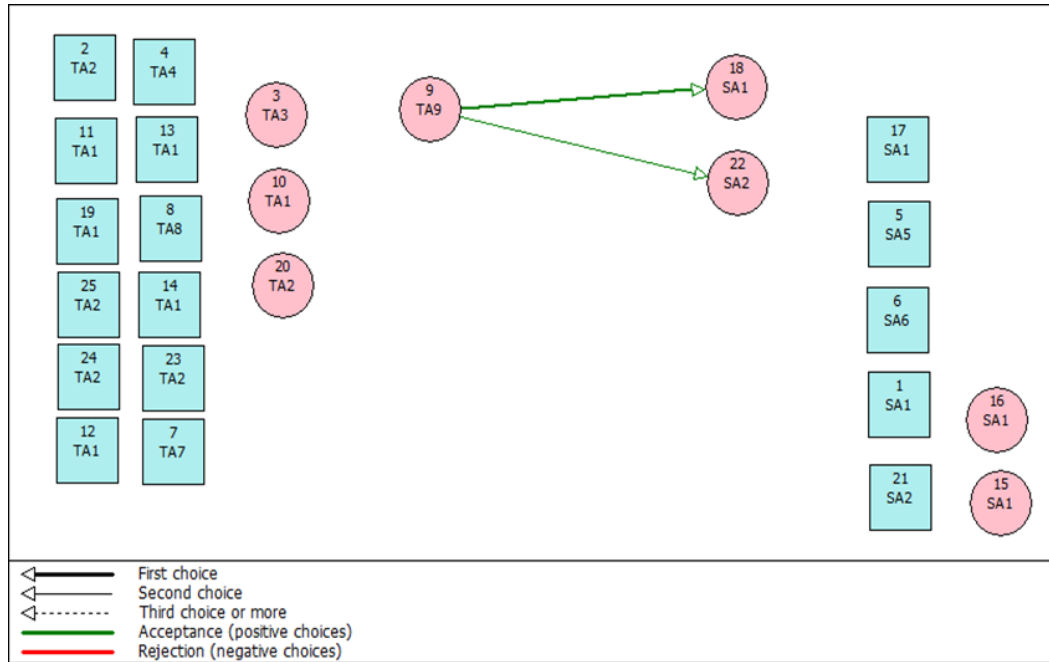 2
TA2
4
TA4
3
TA3
9
TA9
18
SA1
11
TA1
13
TA1
10
TA1
22
SA2
17
SA1
19
TA1
8
TA8
20
TA2
5
SA5
25
TA2
14
TA1
6
SA6
24
TA2
23
TA2
1
SA1
16
SA1
12
TA1
7
TA7
21
SA2
15
SA1
First choice
Second choice
Third choice or more
Acceptance (positive choices)
Rejection (negative choices)